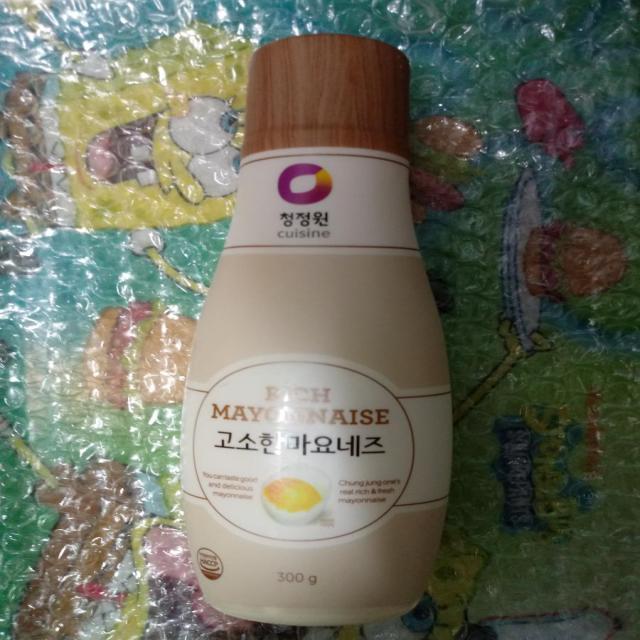 청정원
cuisine
RICH
MAYONNAISE
고소한마요네즈
You can taste good
and delicious
mayonnaise
Chung jung one's
real rich & fresh
mayonnaise
HACCP
300 g